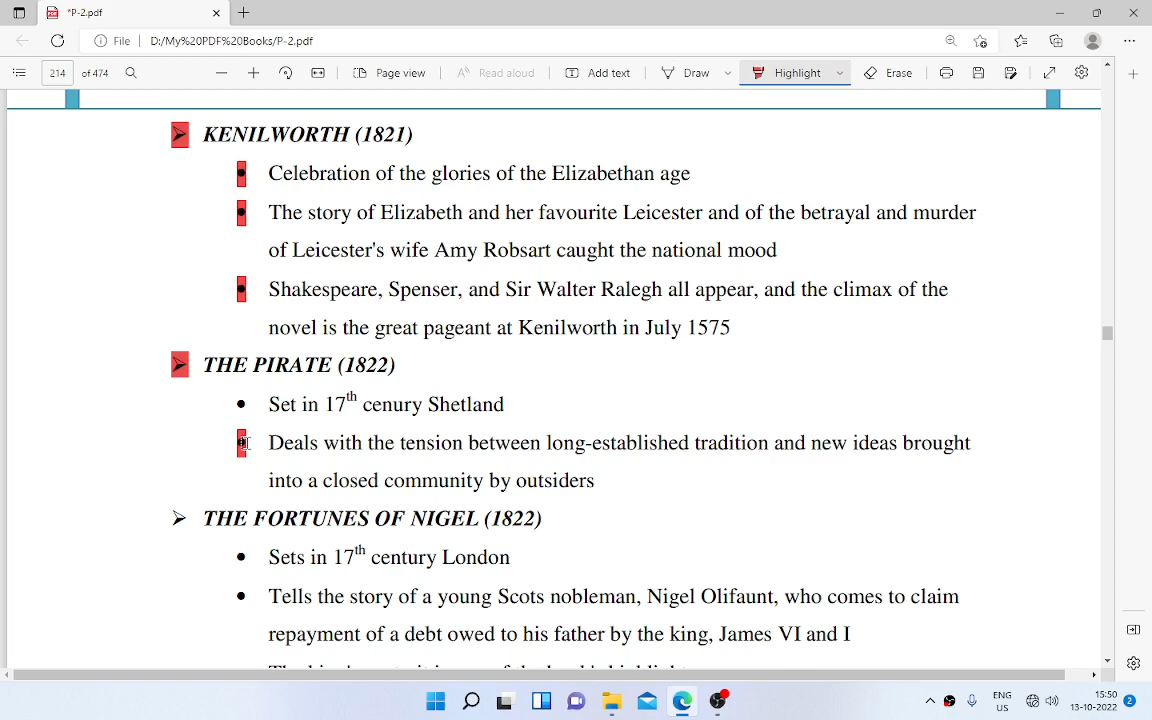 *P-2.pdf
File D:/My%20PDF%20Books/P-2.pdf
214 of 474 Page view Read aloud Add text Draw Highlight Erase
➢ KENILWORTH (1821)
• Celebration of the glories of the Elizabethan age
• The story of Elizabeth and her favourite Leicester and of the betrayal and murder
of Leicester's wife Amy Robsart caught the national mood
• Shakespeare, Spenser, and Sir Walter Ralegh all appear, and the climax of the
novel is the great pageant at Kenilworth in July 1575
➢ THE PIRATE (1822)
• Set in 17th cenury Shetland
• Deals with the tension between long-established tradition and new ideas brought
into a closed community by outsiders
➢ THE FORTUNES OF NIGEL (1822)
• Sets in 17th century London
• Tells the story of a young Scots nobleman, Nigel Olifaunt, who comes to claim
repayment of a debt owed to his father by the king, James VI and I
ENG
US
15:50
13-10-2022
2